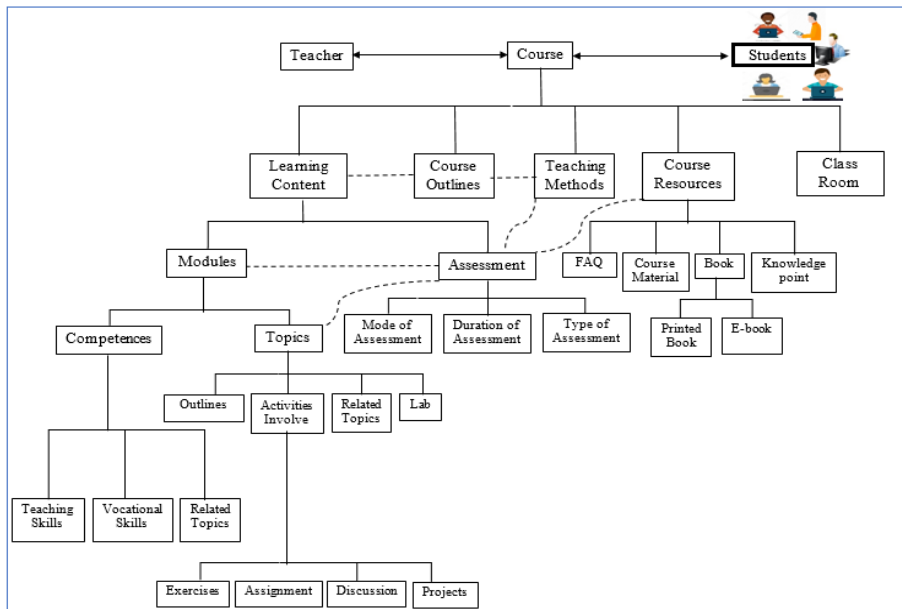 Teacher
Course
Students
Learning
Content
Course
Outlines
Teaching
Methods
Course
Resources
Class
Room
Modules
Assessment
FAQ
Course
Material
Book
Knowledge
point
Competences
Topics
Mode of
Assessment
Duration of
Assessment
Type of
Assessment
Printed
Book
E-book
Outlines
Activities
Involve
Related
Topics
Lab
Teaching
Skills
Vocational
Skills
Related
Topics
Exercises
Assignment
Discussion
Projects